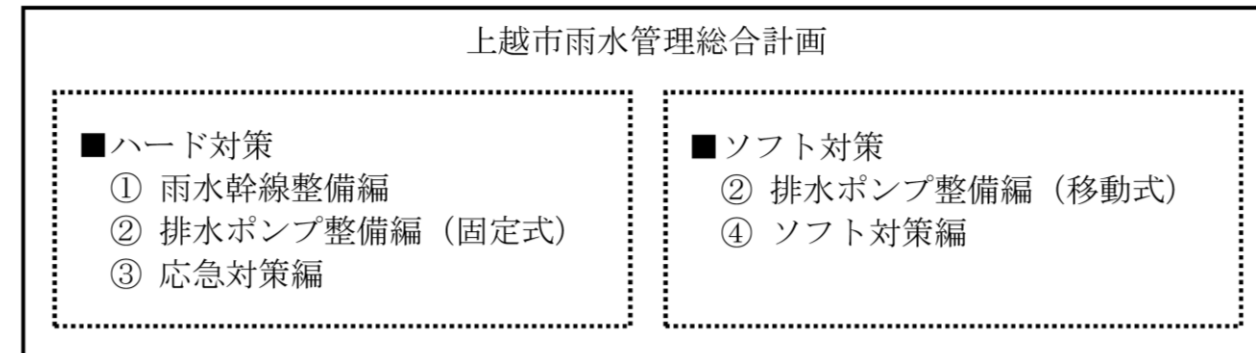 上越市雨水管理総合計画
■ハード対策
① 雨水幹線整備編
② 排水ポンプ整備編（固定式）
③ 応急対策編
■ソフト対策
② 排水ポンプ整備編（移動式）
④ ソフト対策編